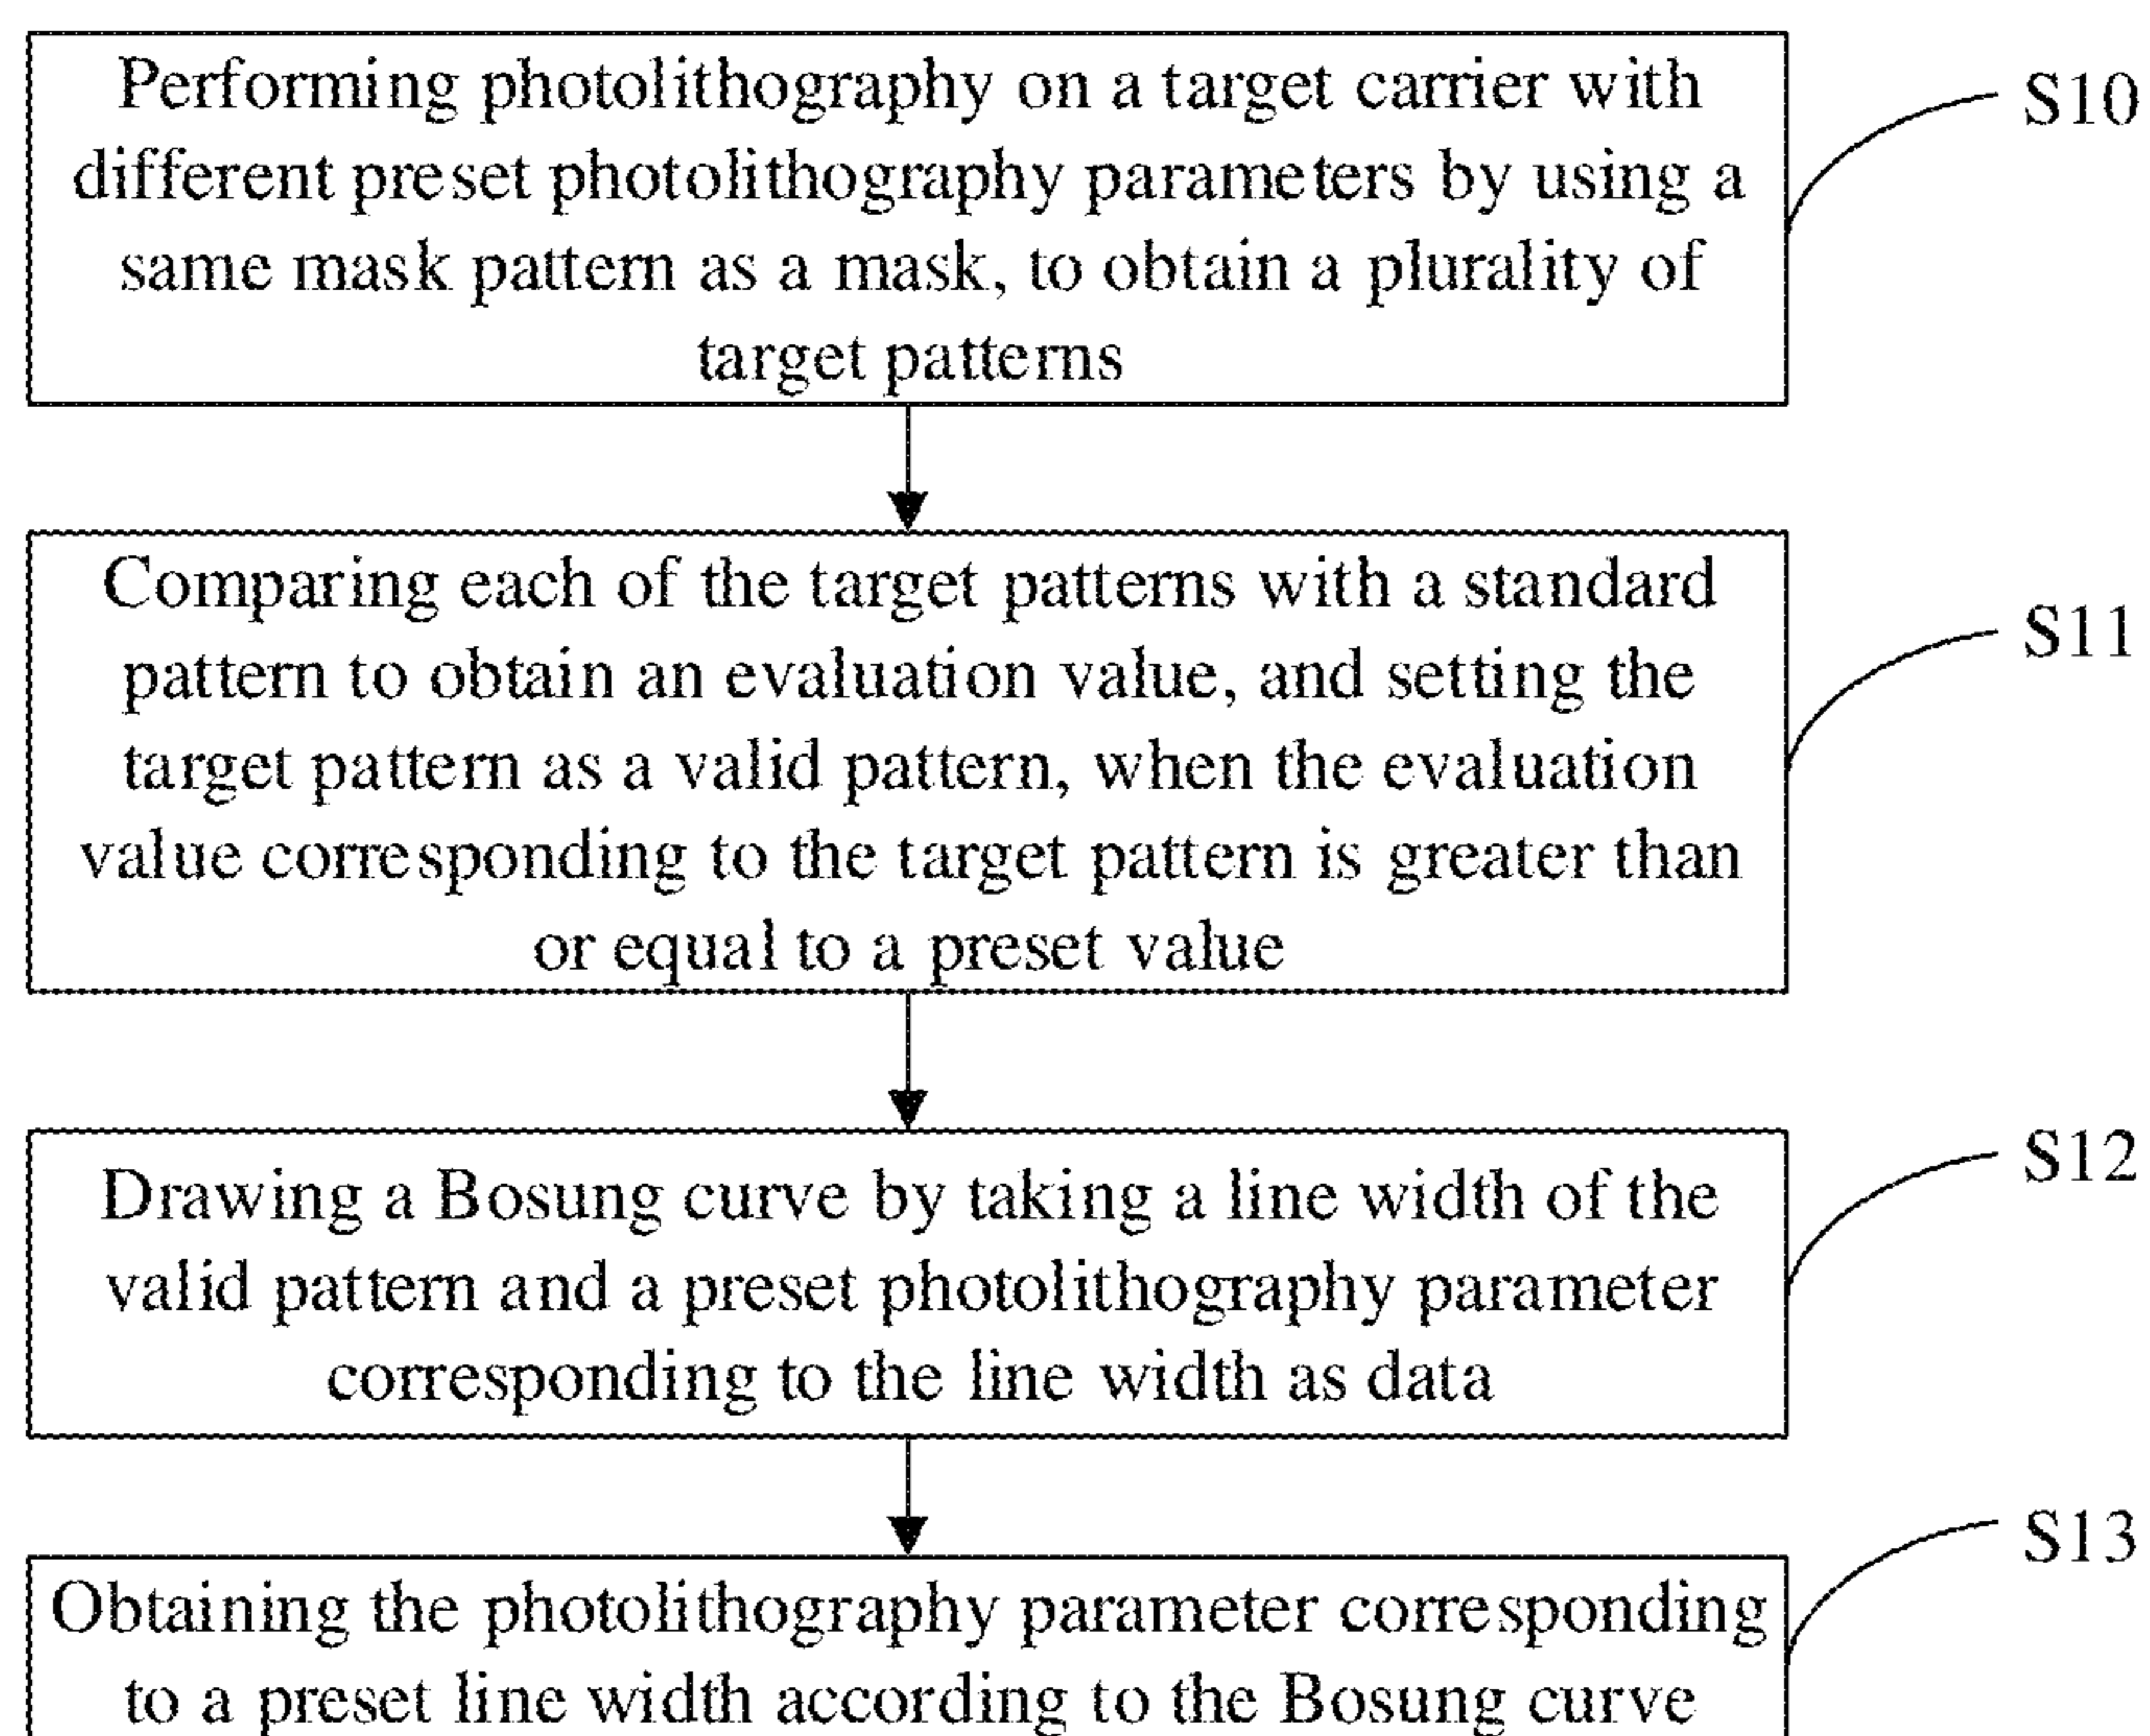 Performing photolithography on a target carrier with
different preset photolithography parameters by using a
same mask pattern as a mask, to obtain a plurality of
target patterns
S10
Comparing each of the target patterns with a standard
pattern to obtain an evaluation value, and setting the
target pattern as a valid pattern, when the evaluation
value corresponding to the target pattern is greater than
or equal to a preset value
S11
Drawing a Bosung curve by taking a line width of the
valid pattern and a preset photolithography parameter
corresponding to the line width as data
S12
Obtaining the photolithography parameter corresponding
to a preset line width according to the Bosung curve
S13